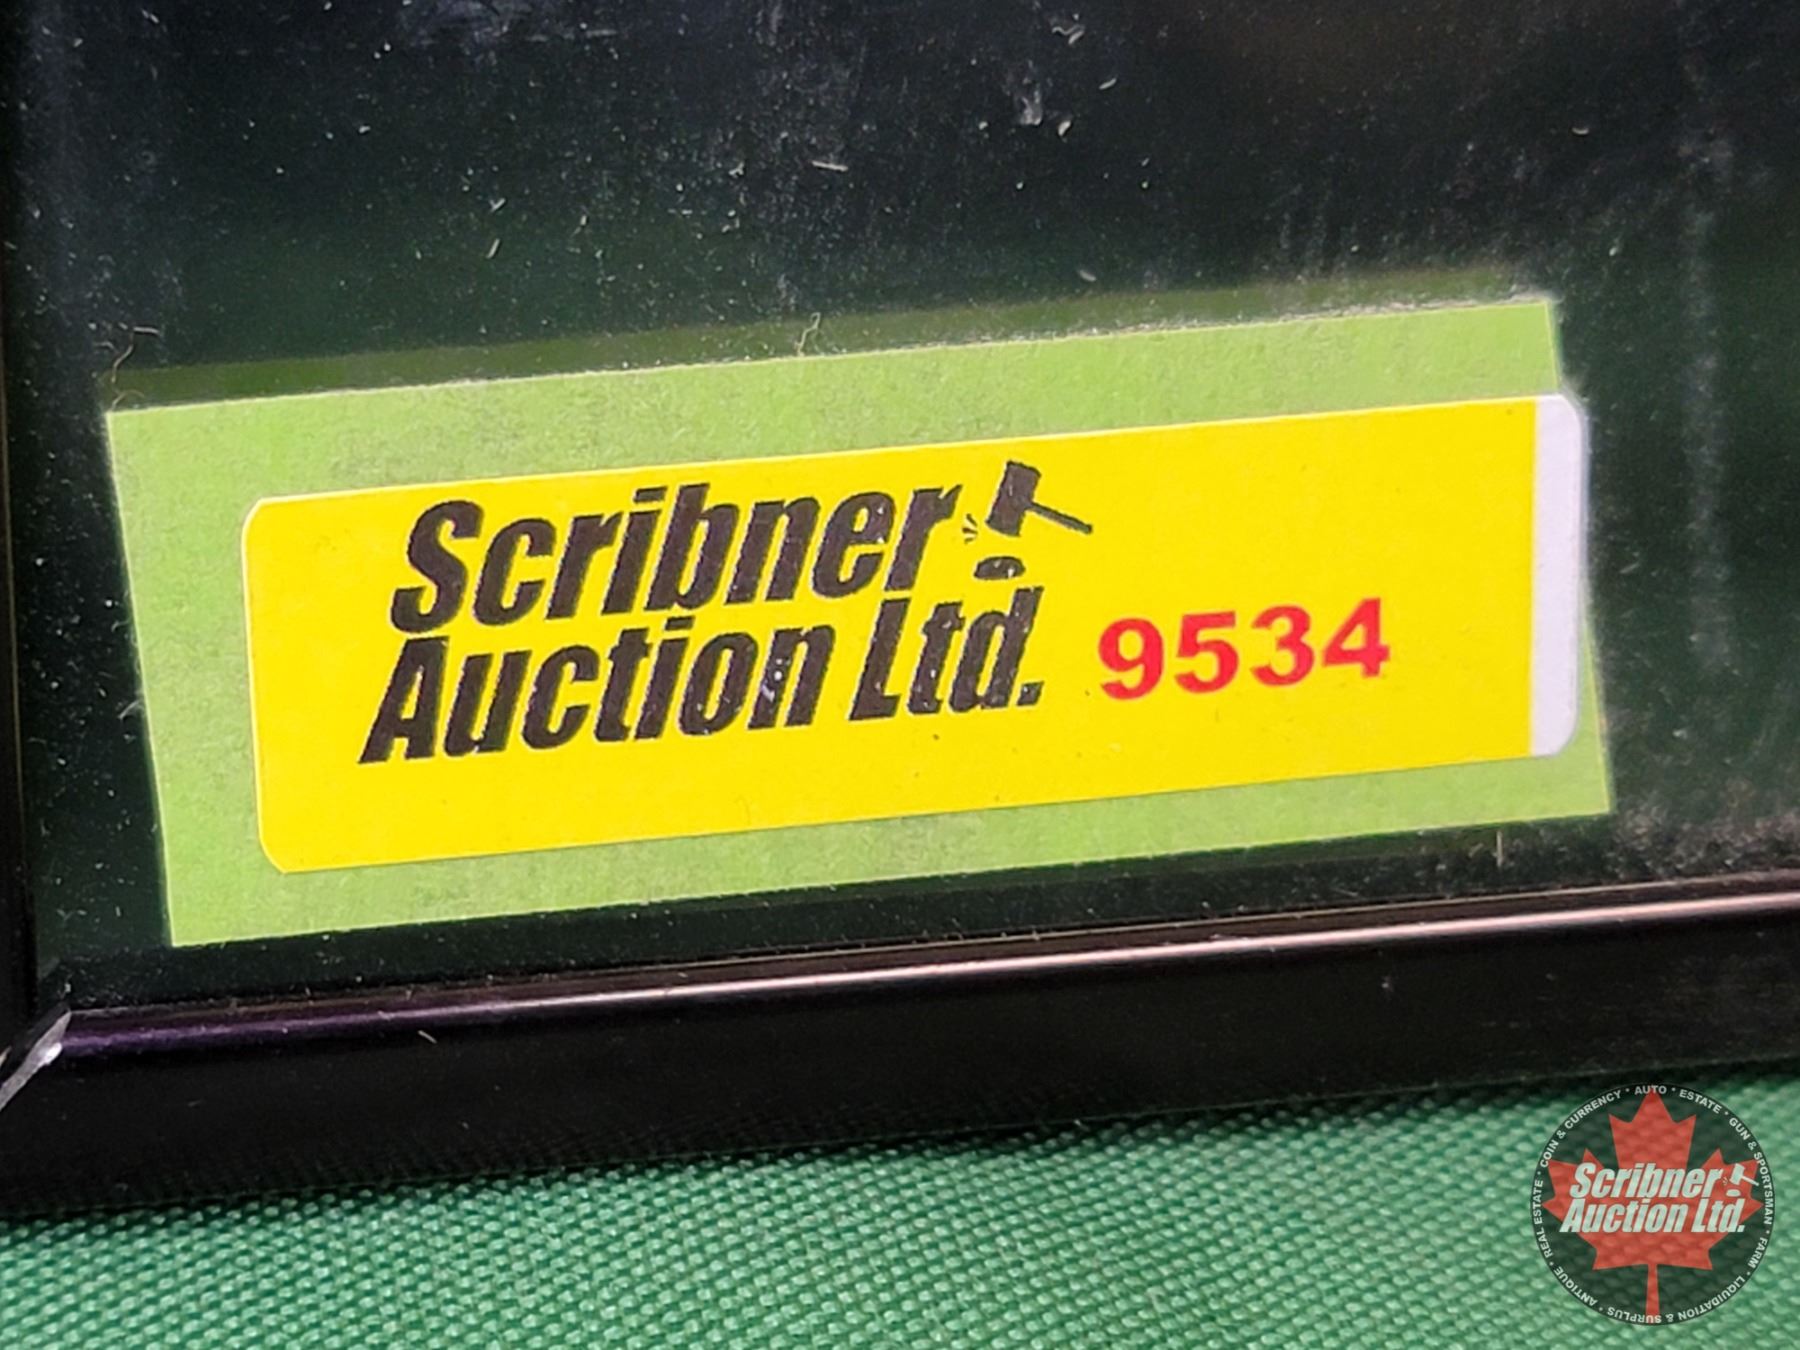 Scribner
Auction Ltd. 9534
COIN & CURRENCY • AUTO • ESTATE • GUN & SPORTSMAN • FARM • LIQUIDATION & SURPLUS • ANTIQUE • REAL ESTATE •
Scribner
Auction Ltd.